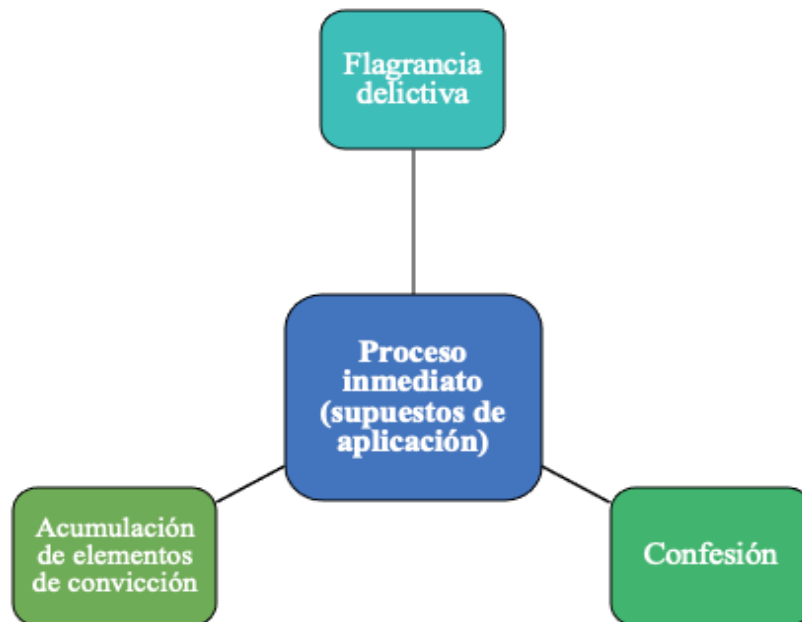 Flagrancia
delictiva
Proceso
inmediato
(supuestos de
aplicación)
Acumulación
de elementos
de convicción
Confesión